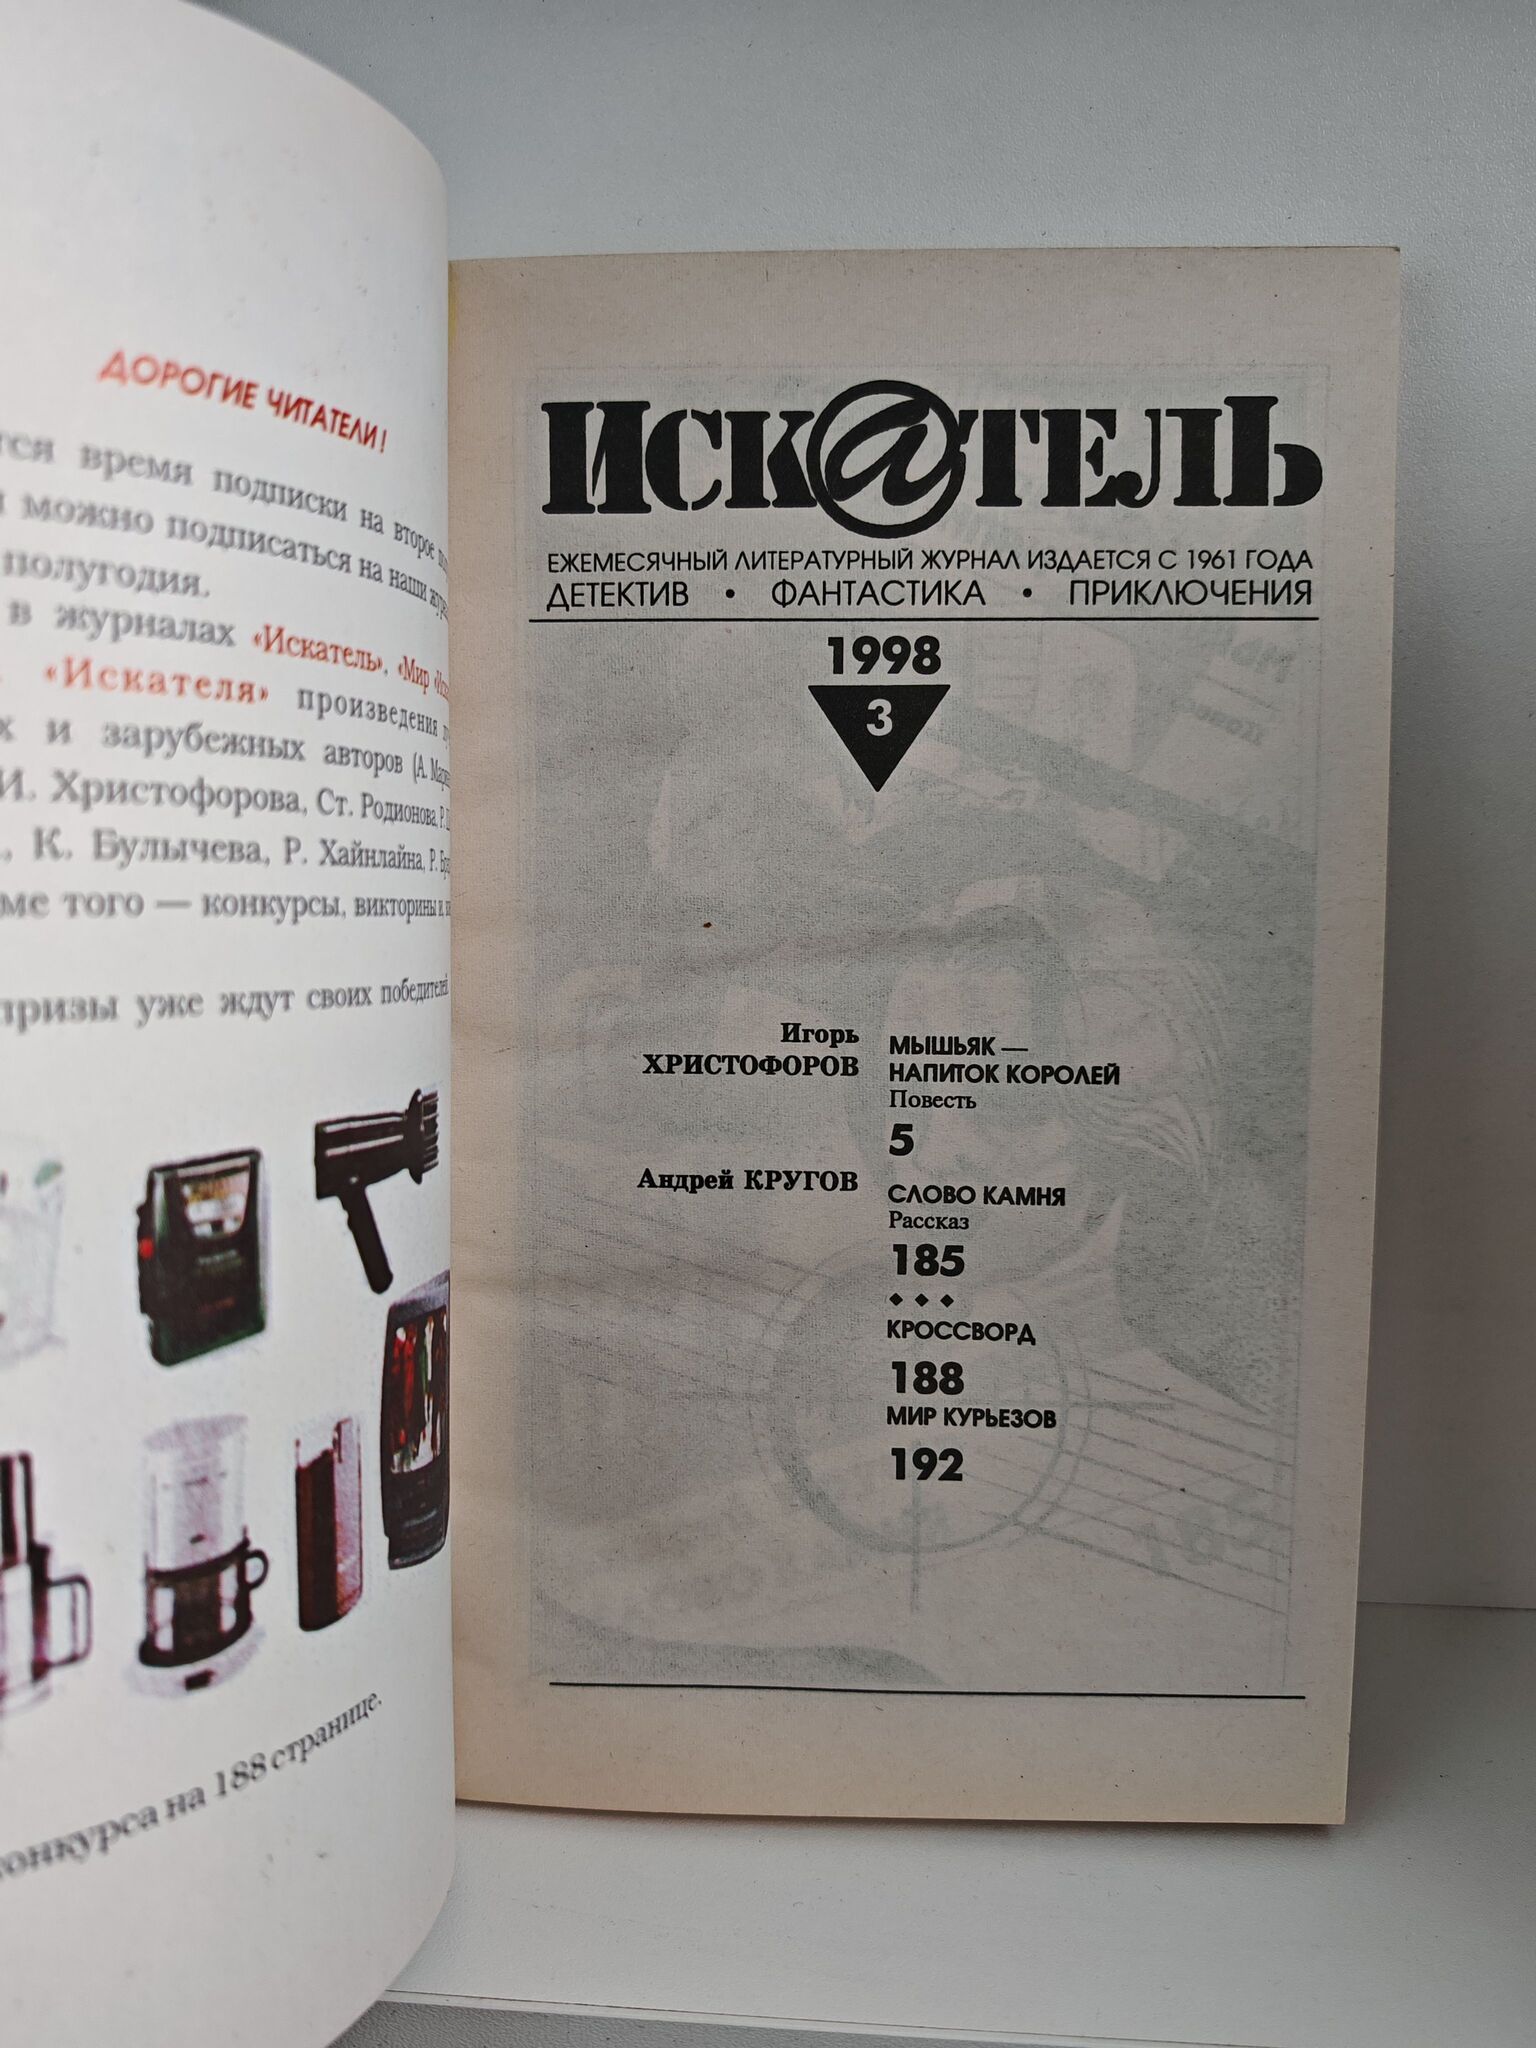 ДОРОГИЕ ЧИТАТЕЛИ!
время подписки на второе
можно подписаться на наши
полугодия.
в журналах «Искатель», «Мир
«Искателя» произведения
и зарубежных авторов (А.
И. Христофорова, Ст. Родионова, Р.
К. Булычева, Р. Хайнлайна, Р.
того — конкурсы, викторины и
призы уже ждут своих победителей.
на 188 странице.
ИСК@ТЕЛЬ
ЕЖЕМЕСЯЧНЫЙ ЛИТЕРАТУРНЫЙ ЖУРНАЛ ИЗДАЕТСЯ С 1961 ГОДА
ДЕТЕКТИВ • ФАНТАСТИКА • ПРИКЛЮЧЕНИЯ
1998
3
Игорь
ХРИСТОФОРОВ
МЫШЬЯК —
НАПИТОК КОРОЛЕЙ
Повесть
5
Андрей КРУГОВ
СЛОВО КАМНЯ
Рассказ
185
◆ ◆ ◆
КРОССВОРД
188
МИР КУРЬЕЗОВ
192